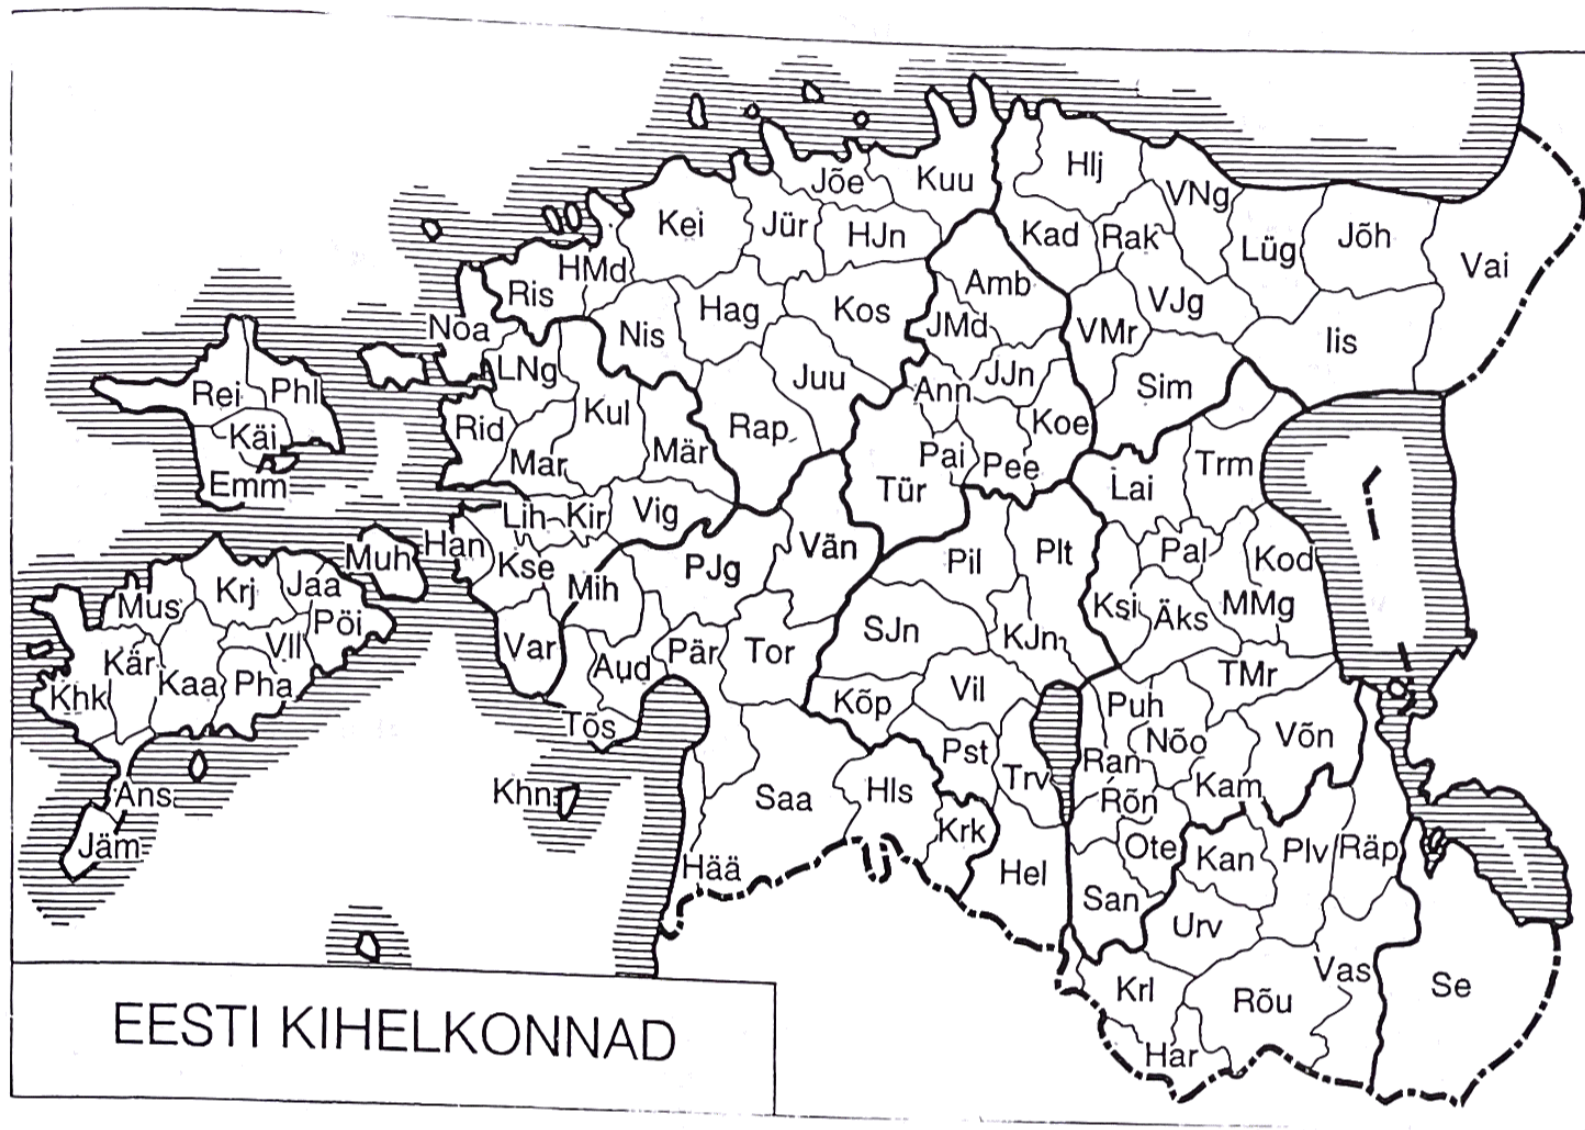 Hlj
Jõe
Kuu
VNg
Kei
Jür
HJn
Kad
Rak
Lüg
Jõh
Vai
HMd
Ris
Amb
VJg
Hag
Kos
Noa
Nis
JMd
VMr
Iis
LNg
Juu
Ann
JJn
Sim
Rei
Phl
Kul
Käi
Rid
Rap
Koe
Mar
Mär
Pai
Pee
Trm
Emm
Tür
Lai
Lih
Kir
Vig
Han
Vän
Muh
Kse
PJg
Pil
Plt
Pal
Kod
Mih
Krj
Jaa
Mus
Pöi
Ksi
Äks
MMg
Vll
Var
SJn
KJn
Kär
Aud
Pär
Tor
Khk
Kaa
Pha
TMr
Vil
Kõp
Puh
Tõs
Nõo
Võn
Pst
Ran
Trv
Khn
Ans
Saa
Hls
Rõn
Kam
Krk
Jäm
Ote
Kan
Plv
Räp
Hää
Hel
San
Urv
Vas
Se
Krl
Rõu
Har
EESTI KIHELKONNAD